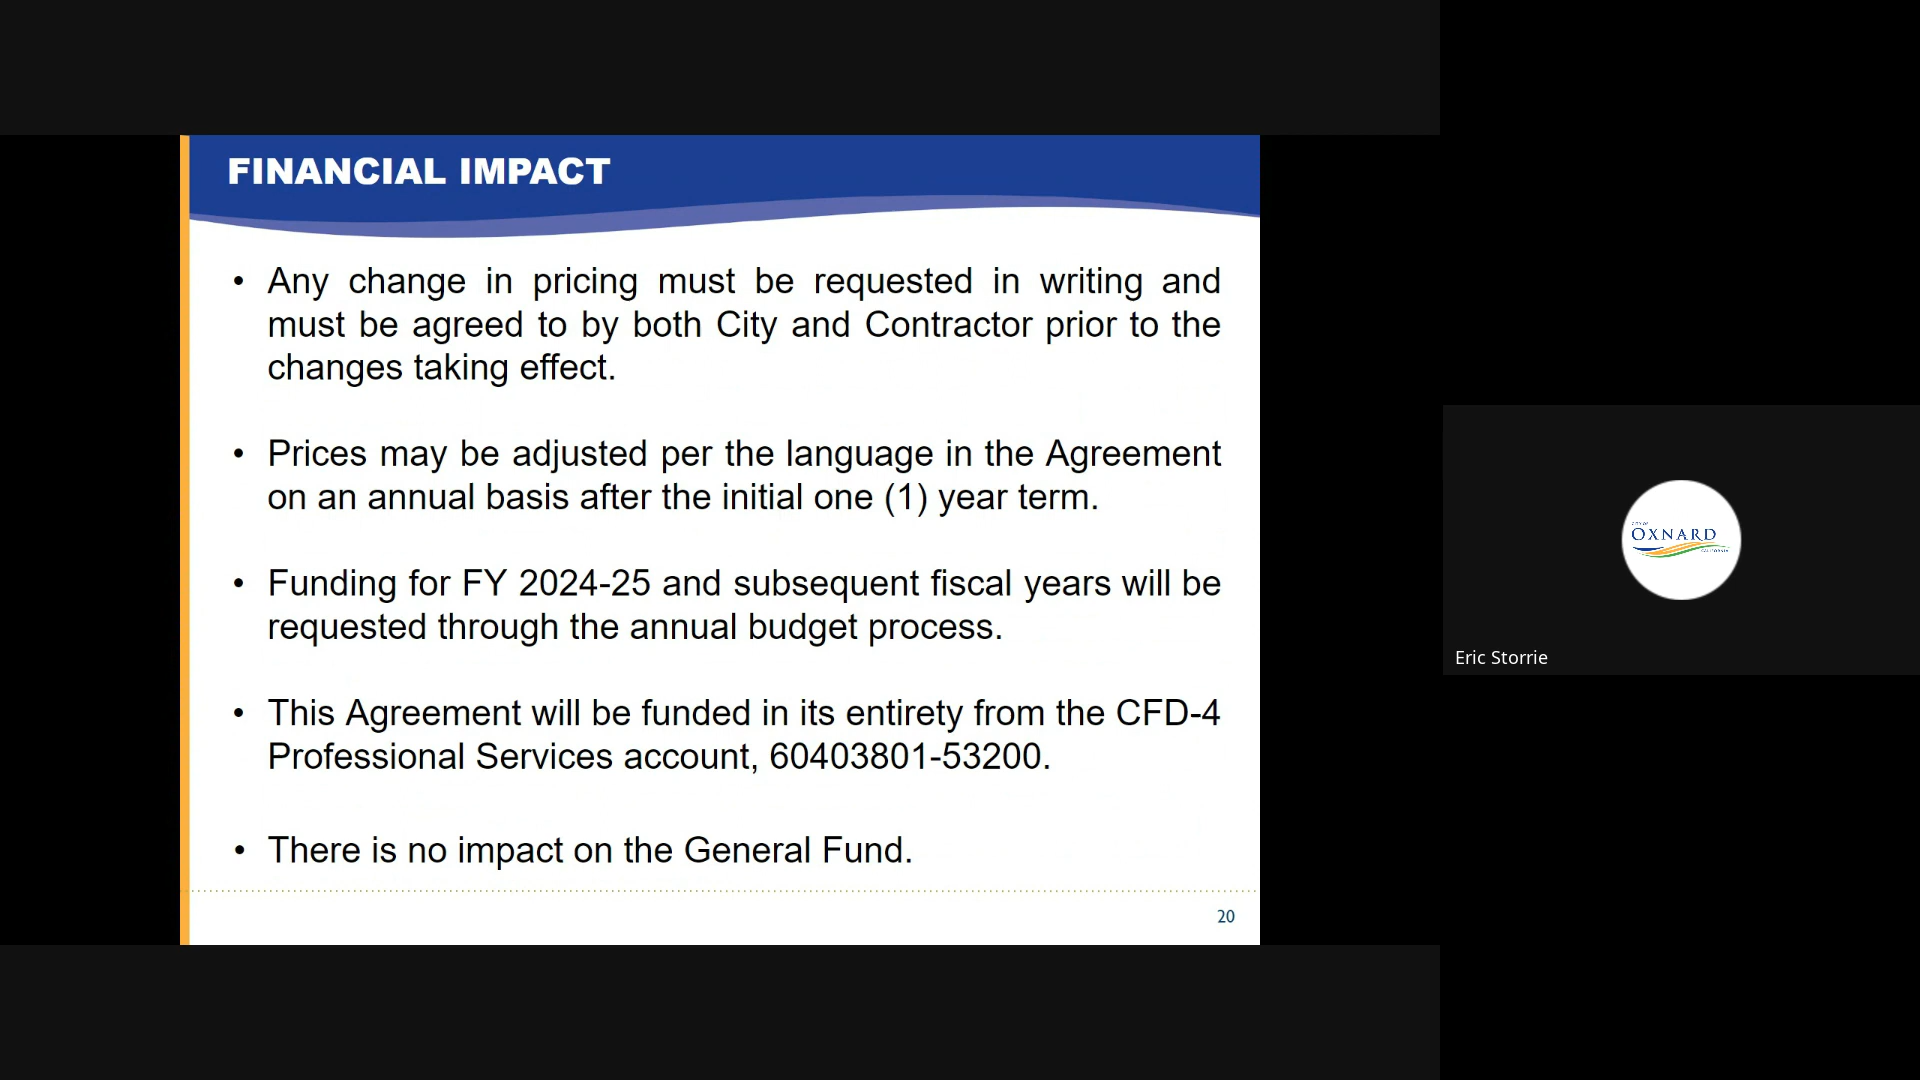 FINANCIAL IMPACT
• Any change in pricing must be requested in writing and
must be agreed to by both City and Contractor prior to the
changes taking effect.
• Prices may be adjusted per the language in the Agreement
on an annual basis after the initial one (1) year term.
• Funding for FY 2024-25 and subsequent fiscal years will be
requested through the annual budget process.
• This Agreement will be funded in its entirety from the CFD-4
Professional Services account, 60403801-53200.
• There is no impact on the General Fund.
20
CITY OF
OXNARD
CALIFORNIA
Eric Storrie